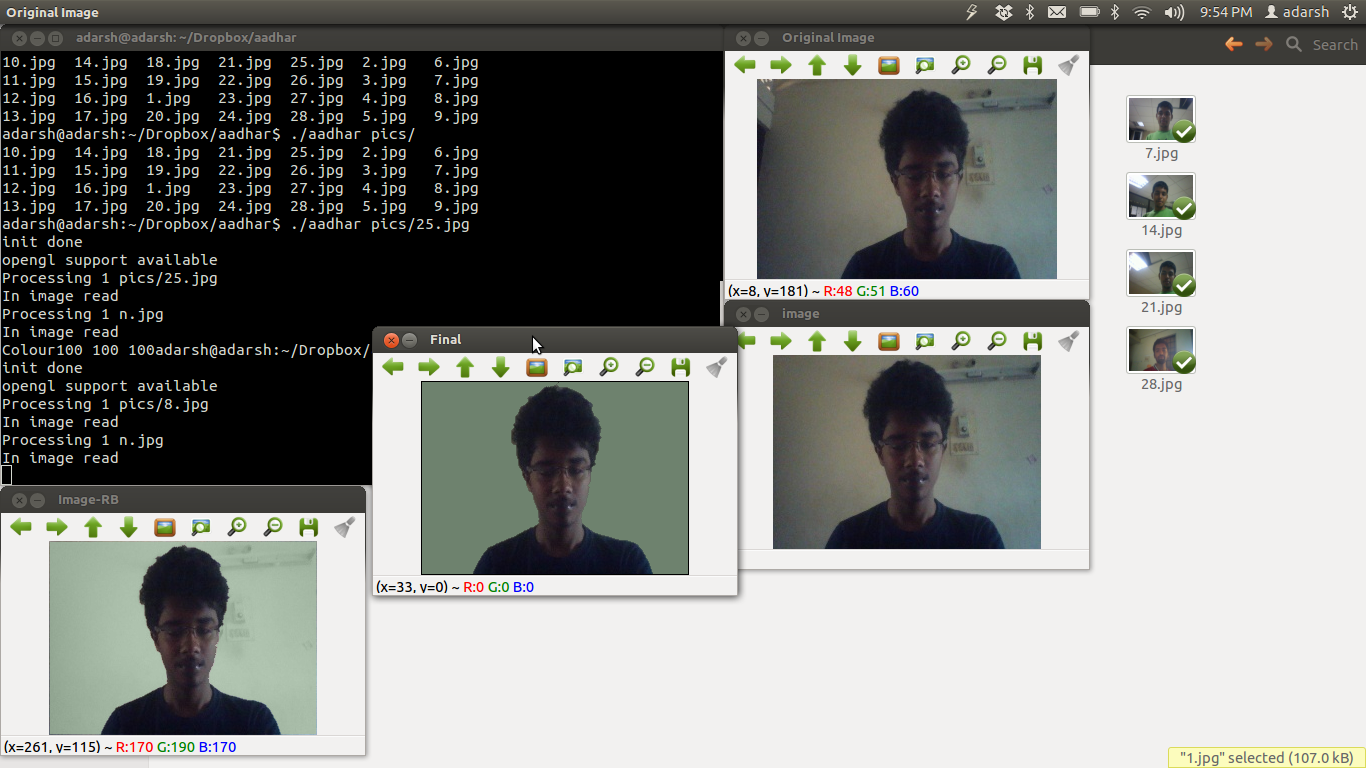 Original Image
9:54 PM
adarsh
adarsh@adarsh: ~/Dropbox/aadhar
10.jpg 14.jpg 18.jpg 21.jpg 25.jpg 2.jpg 6.jpg
11.jpg 15.jpg 19.jpg 22.jpg 26.jpg 3.jpg 7.jpg
12.jpg 16.jpg 1.jpg 23.jpg 27.jpg 4.jpg 8.jpg
13.jpg 17.jpg 20.jpg 24.jpg 28.jpg 5.jpg 9.jpg
adarsh@adarsh:~/Dropbox/aadhar$ ./aadhar pics/
10.jpg 14.jpg 18.jpg 21.jpg 25.jpg 2.jpg 6.jpg
11.jpg 15.jpg 19.jpg 22.jpg 26.jpg 3.jpg 7.jpg
12.jpg 16.jpg 1.jpg 23.jpg 27.jpg 4.jpg 8.jpg
13.jpg 17.jpg 20.jpg 24.jpg 28.jpg 5.jpg 9.jpg
adarsh@adarsh:~/Dropbox/aadhar$ ./aadhar pics/25.jpg
init done
opengl support available
Processing 1 pics/25.jpg
In image read
Processing 1 n.jpg
In image read
Colour100 100 100adarsh@adarsh:~/Dropbox/
init done
opengl support available
Processing 1 pics/8.jpg
In image read
Processing 1 n.jpg
In image read
Original Image
(x=8, y=181) ~ R:48 G:51 B:60
image
Final
(x=33, y=0) ~ R:0 G:0 B:0
Image-RB
(x=261, y=115) ~ R:170 G:190 B:170
Search
7.jpg
14.jpg
21.jpg
28.jpg
"1.jpg" selected (107.0 kB)